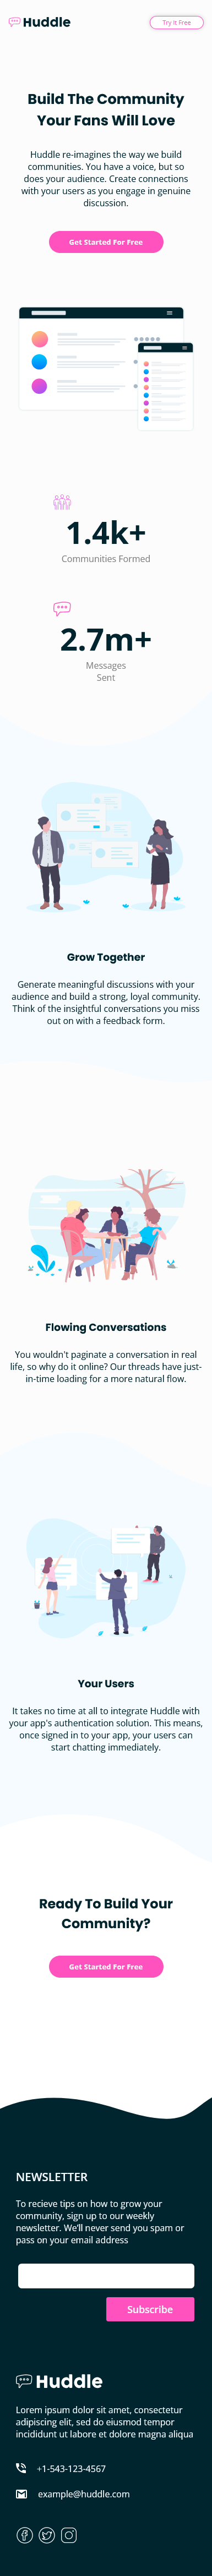 Huddle
Try It Free
Build The Community
Your Fans Will Love
Huddle re-imagines the way we build
communities. You have a voice, but so
does your audience. Create connections
with your users as you engage in genuine
discussion.
Get Started For Free
1.4k+
Communities Formed
2.7m+
Messages
Sent
Grow Together
Generate meaningful discussions with your
audience and build a strong, loyal community.
Think of the insightful conversations you miss
out on with a feedback form.
Flowing Conversations
You wouldn't paginate a conversation in real
life, so why do it online? Our threads have just-
in-time loading for a more natural flow.
Your Users
It takes no time at all to integrate Huddle with
your app's authentication solution. This means,
once signed in to your app, your users can
start chatting immediately.
Ready To Build Your
Community?
Get Started For Free
NEWSLETTER
To recieve tips on how to grow your
community, sign up to our weekly
newsletter. We'll never send you spam or
pass on your email address
Subscribe
Huddle
Lorem ipsum dolor sit amet, consectetur
adipiscing elit, sed do eiusmod tempor
incididunt ut labore et dolore magna aliqua
+1-543-123-4567
example@huddle.com